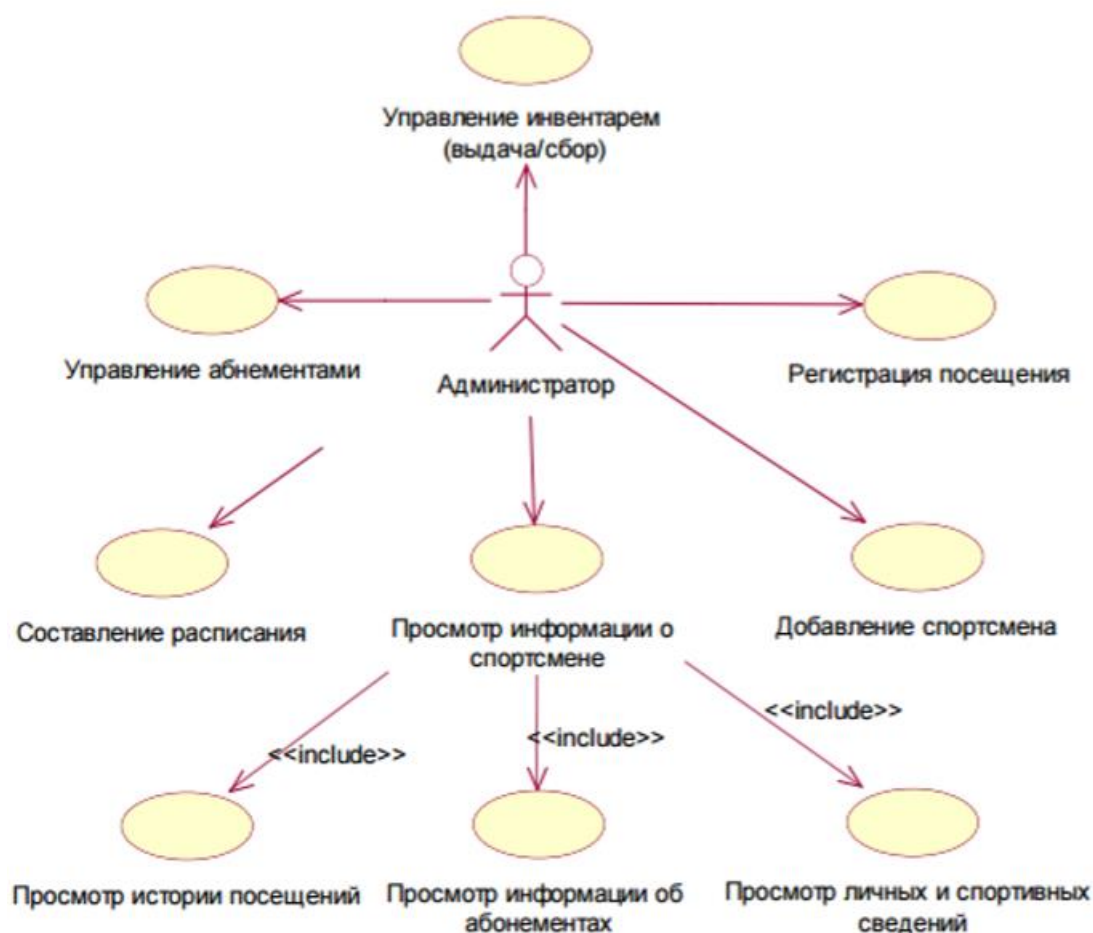 Управление инвентарем
(выдача/сбор)
Управление абнементами
Администратор
Регистрация посещения
Составление расписания
Просмотр информации о
спортсмене
Добавление спортсмена
<<include>>
<<include>>
<<include>>
Просмотр истории посещений
Просмотр информации об
абонементах
Просмотр личных и спортивных
сведений